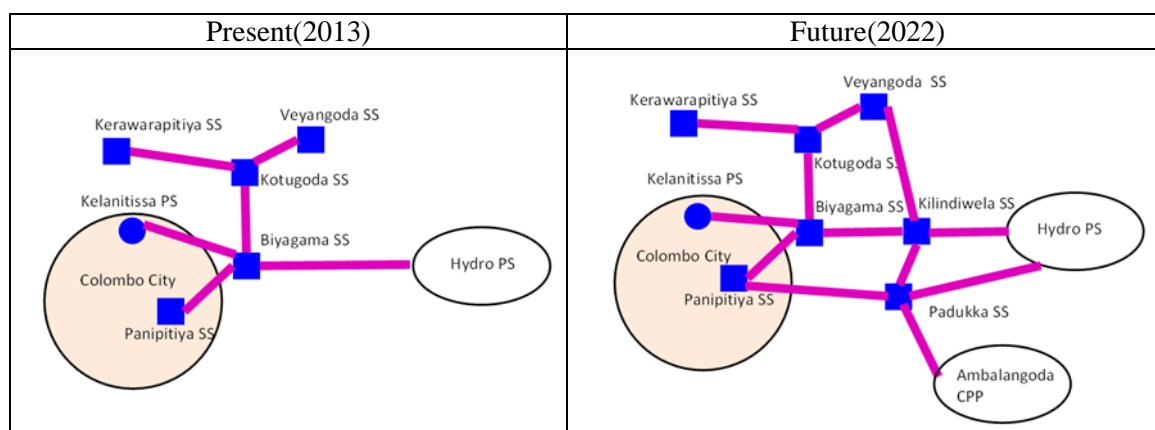 Present(2013)
Future(2022)
Kerawarapitiya SS
Veyangoda SS
Kotugoda SS
Kelanitissa PS
Biyagama SS
Hydro PS
Colombo City
Panipitiya SS
Veyangoda SS
Kerawarapitiya SS
Kotugoda SS
Kelanitissa PS
Biyagama SS
Kilindiwela SS
Hydro PS
Colombo City
Panipitiya SS
Padukka SS
Ambalangoda
CPP